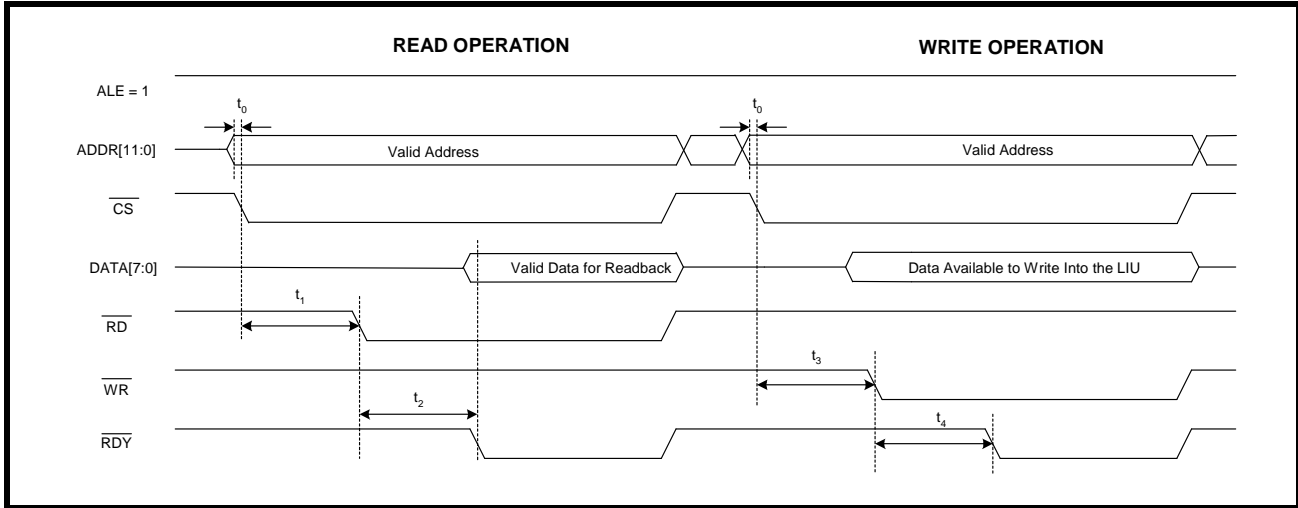 READ OPERATION WRITE OPERATION
ALE = 1
t0 t0
ADDR[11:0] Valid Address Valid Address
CS
DATA[7:0] Valid Data for Readback Data Available to Write Into the LIU
t1
RD
t3
WR
t2
t4
RDY